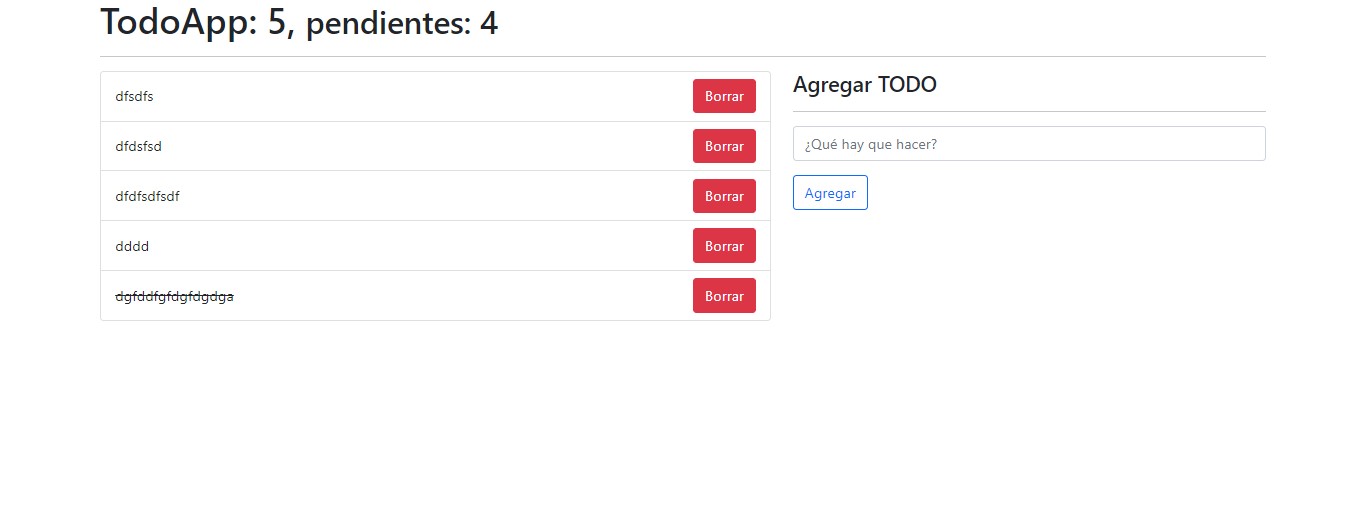 TodoApp: 5, pendientes: 4
dfsdfs
Borrar
dfdsfsd
Borrar
dfdfsdfsdf
Borrar
dddd
Borrar
dgfddfgfdgfdgdga
Borrar
Agregar TODO
¿Qué hay que hacer?
Agregar